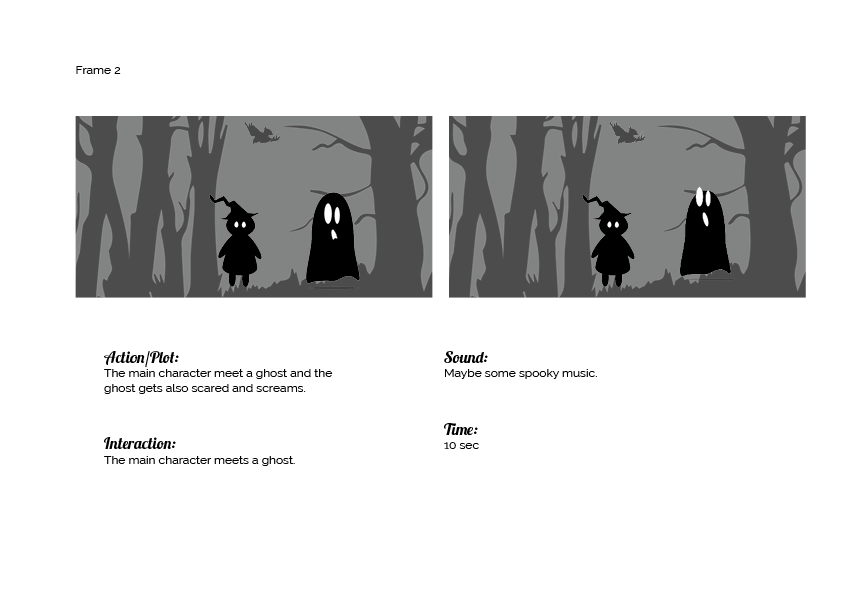 Frame 2
Action/Plot:
The main character meet a ghost and the
ghost gets also scared and screams.
Interaction:
The main character meets a ghost.
Sound:
Maybe some spooky music.
Time:
10 sec